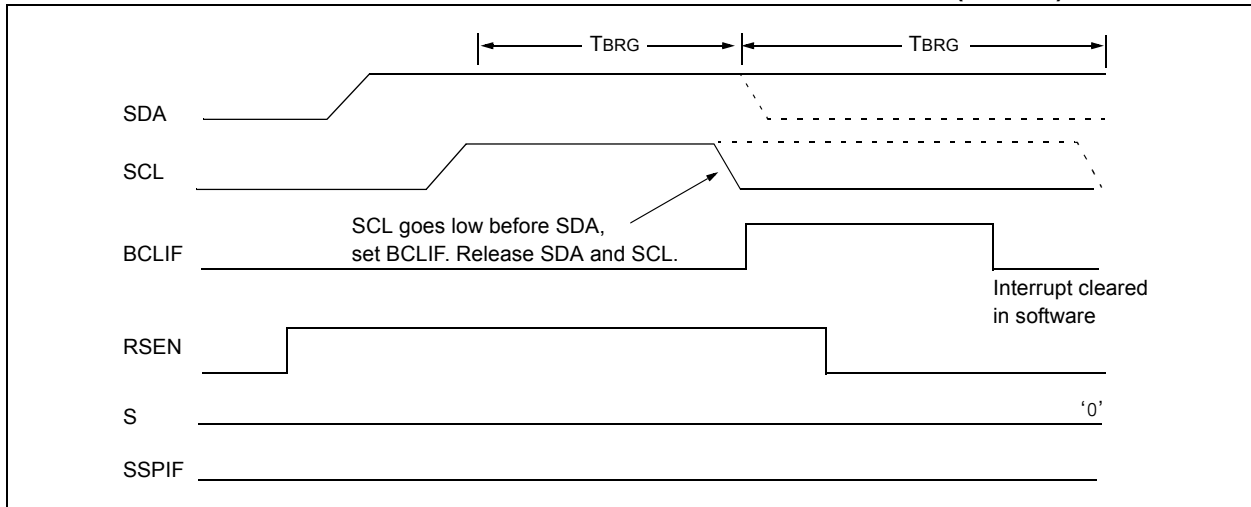 TBRG TBRG
SDA
SCL
SCL goes low before SDA,
set BCLIF. Release SDA and SCL.
BCLIF
Interrupt cleared
in software
RSEN
S
‘0’
SSPIF